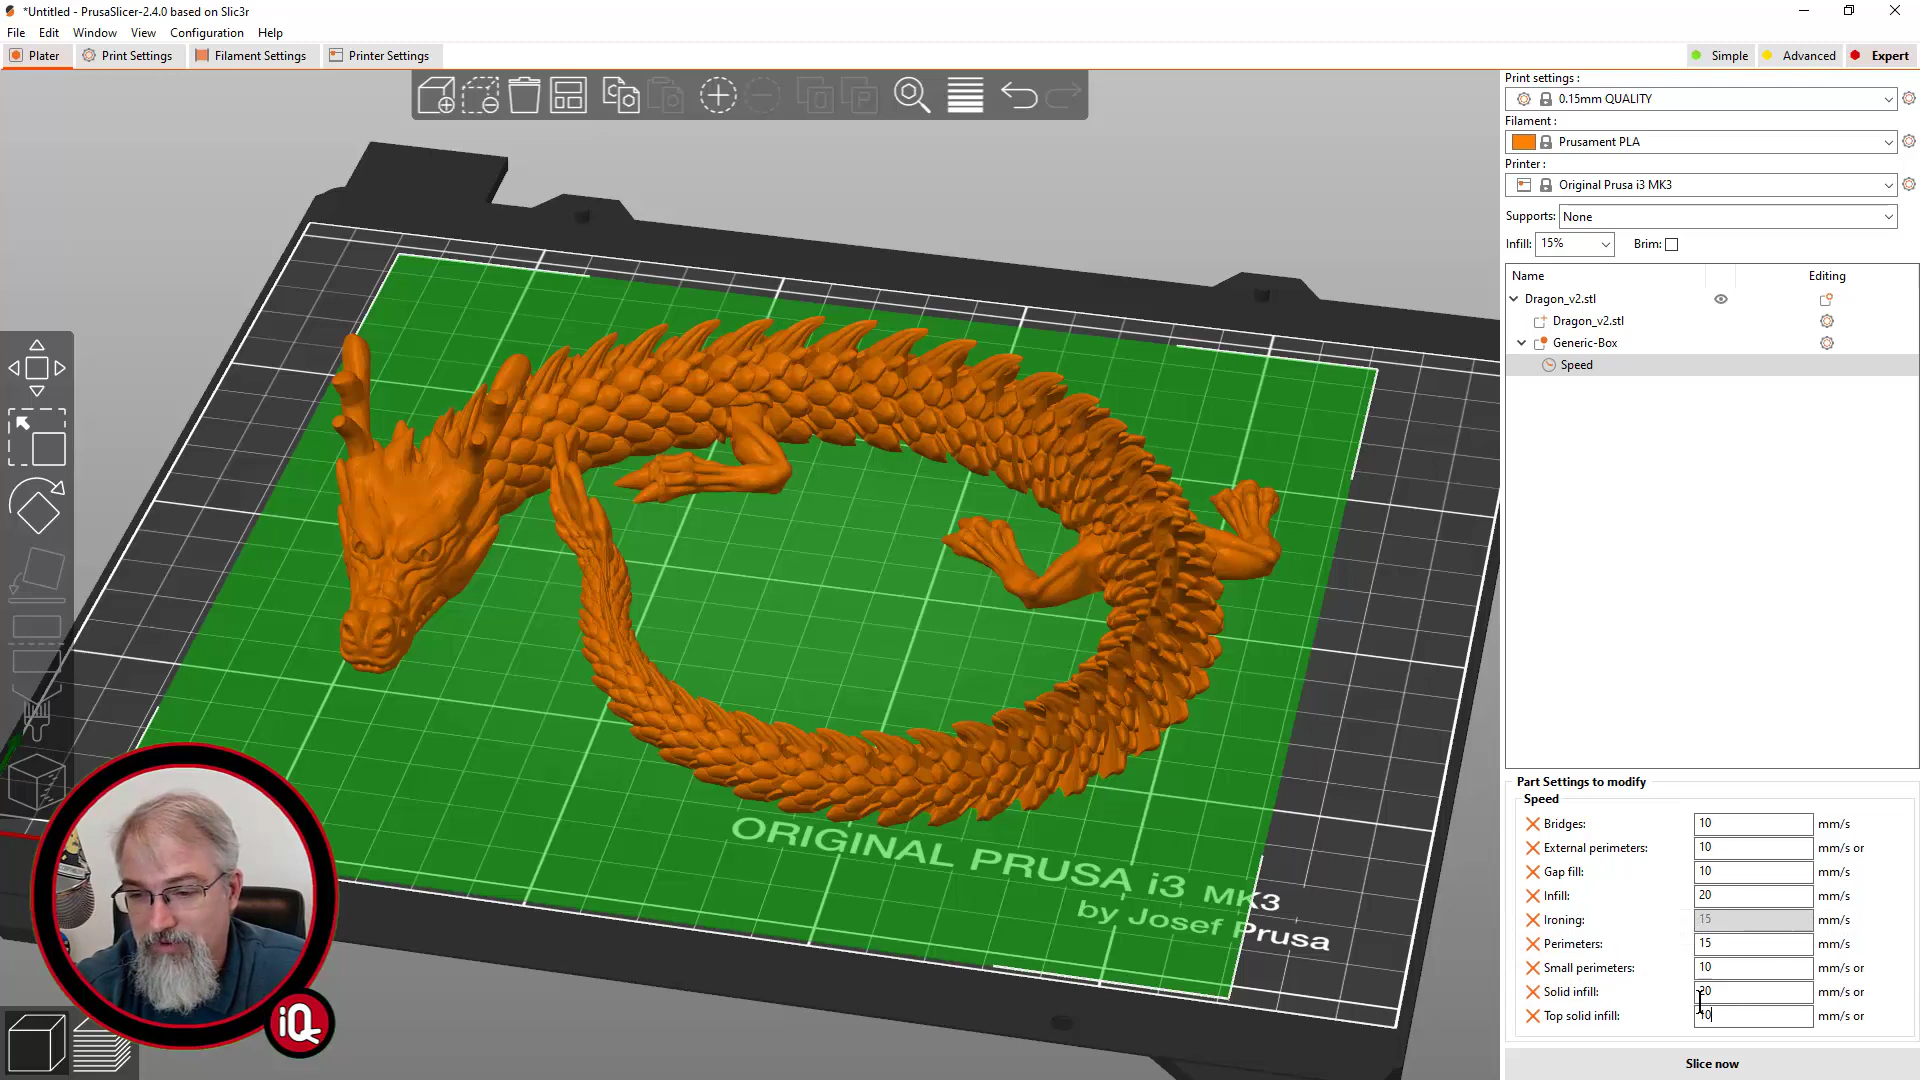 *Untitled - PrusaSlicer-2.4.0 based on Slic3r
File Edit Window View Configuration Help
Plater Print Settings Filament Settings Printer Settings Simple Advanced Expert
Print settings :
0.15mm QUALITY
Filament :
Prusament PLA
Printer :
Original Prusa i3 MK3
Supports: None
Infill: 15% Brim:
Name Editing
Dragon_v2.stl
Dragon_v2.stl
Generic-Box
Speed
ORIGINAL PRUSA i3 MK3
by Josef Prusa
iQ
Part Settings to modify
Speed
Bridges: 10 mm/s
External perimeters: 10 mm/s or
Gap fill: 10 mm/s
Infill: 20 mm/s
Ironing: 15 mm/s
Perimeters: 15 mm/s
Small perimeters: 10 mm/s or
Solid infill: 20 mm/s or
Top solid infill: 10 mm/s or
Slice now